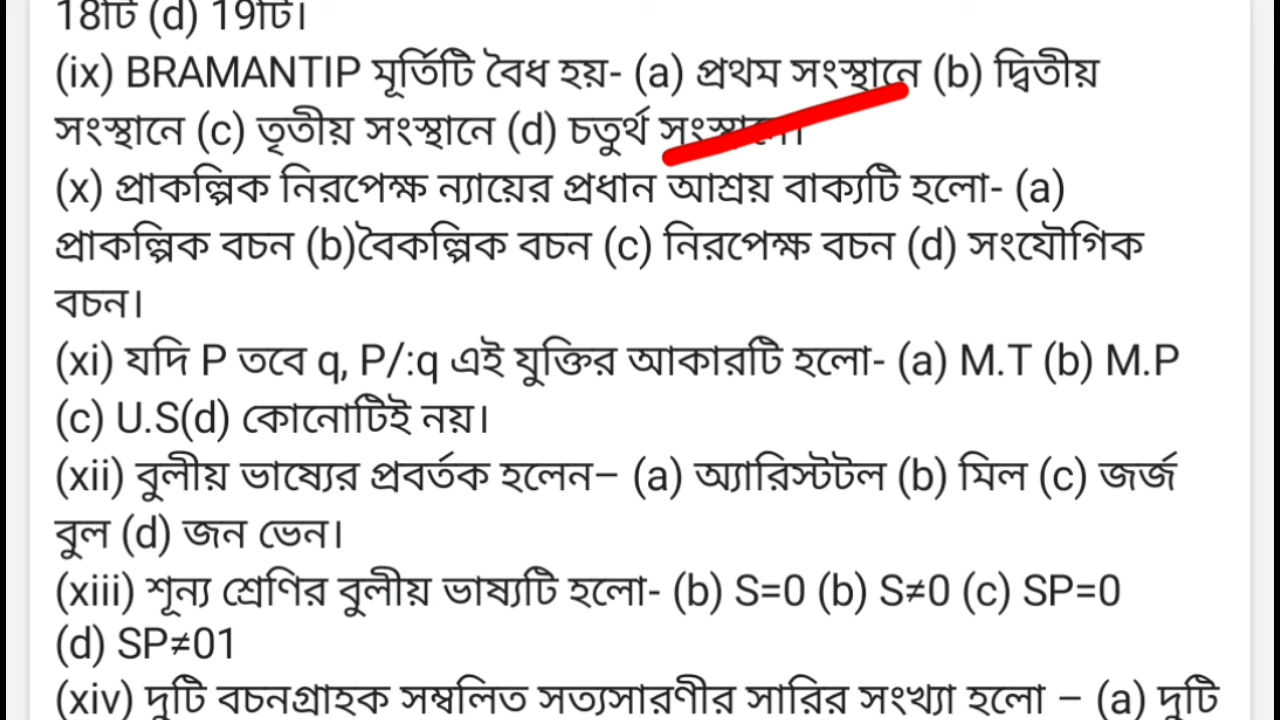 18টি (d) 19টি।
(ix) BRAMANTIP মূর্তিটি বৈধ হয়- (a) প্রথম সংস্থানে (b) দ্বিতীয়
সংস্থানে (c) তৃতীয় সংস্থানে (d) চতুর্থ সংস্থানে।
(x) প্রাকল্পিক নিরপেক্ষ ন্যায়ের প্রধান আশ্রয় বাক্যটি হলো- (a)
প্রাকল্পিক বচন (b)বৈকল্পিক বচন (c) নিরপেক্ষ বচন (d) সংযৌগিক
বচন।
(xi) যদি P তবে q, P/:q এই যুক্তির আকারটি হলো- (a) M.T (b) M.P
(c) U.S(d) কোনোটিই নয়।
(xii) বুলীয় ভাষ্যের প্রবর্তক হলেন– (a) অ্যারিস্টটল (b) মিল (c) জর্জ
বুল (d) জন ভেন।
(xiii) শূন্য শ্রেণির বুলীয় ভাষ্যটি হলো- (b) S=0 (b) S≠0 (c) SP=0
(d) SP≠01
(xiv) দুটি বচনগ্রাহক সম্বলিত সত্যসারণীর সারির সংখ্যা হলো – (a) দুটি